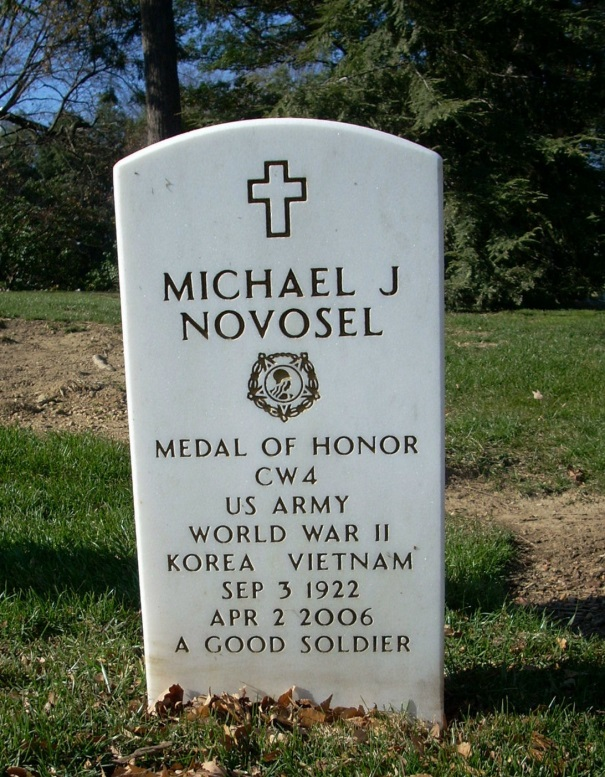 MICHAEL J
NOVOSEL
MEDAL OF HONOR
CW4
US ARMY
WORLD WAR II
KOREA VIETNAM
SEP 3 1922
APR 2 2006
A GOOD SOLDIER